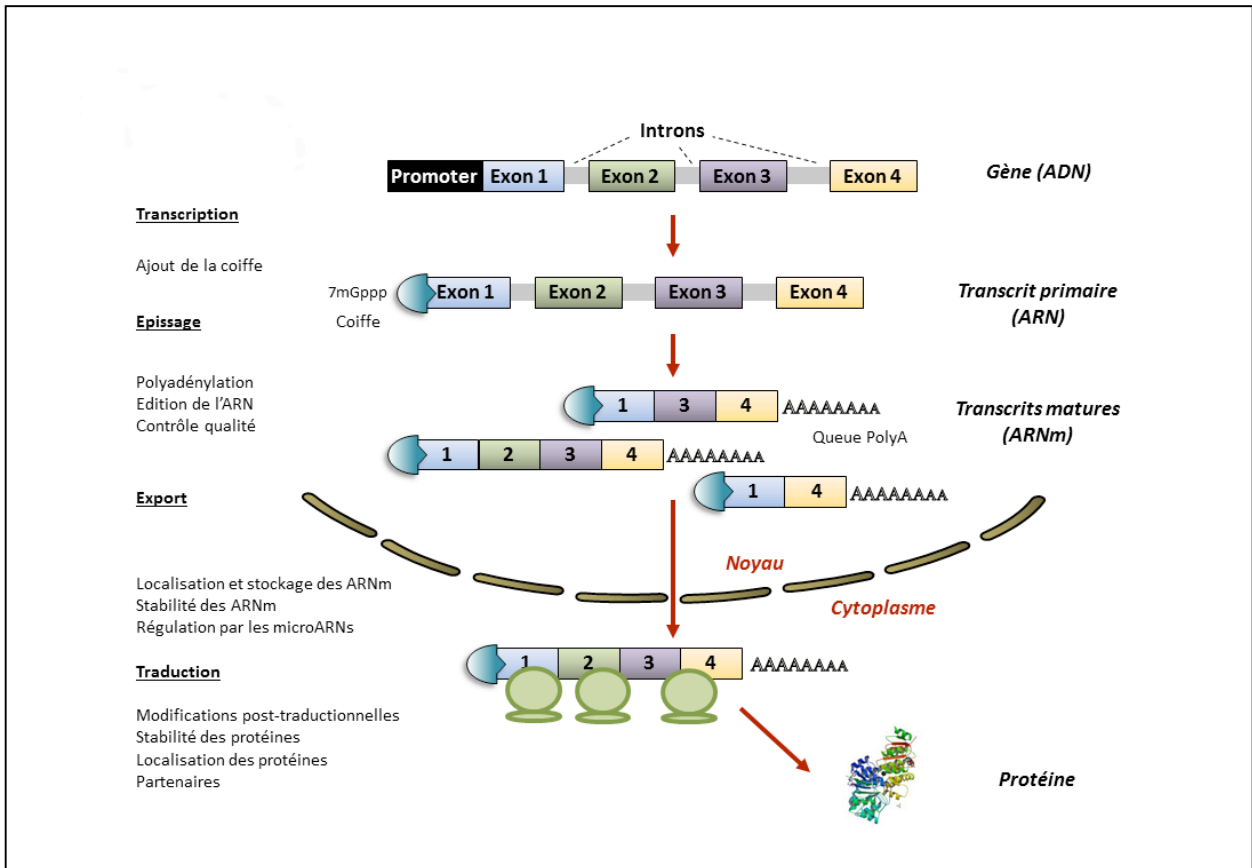 Introns
Promoter Exon 1 Exon 2 Exon 3 Exon 4
Gène (ADN)
Transcription
Ajout de la coiffe
7mGppp
Exon 1 Exon 2 Exon 3 Exon 4
Coiffe
Transcrit primaire
(ARN)
Epissage
Polyadénylation
Edition de l'ARN
Contrôle qualité
1 3 4 AAAAAAAA
Queue PolyA
Transcrits matures
(ARNm)
1 2 3 4 AAAAAAAA
1 4 AAAAAAAA
Export
Noyau
Cytoplasme
Localisation et stockage des ARNm
Stabilité des ARNm
Régulation par les microARNs
1 2 3 4 AAAAAAAA
Traduction
Modifications post-traductionnelles
Stabilité des protéines
Localisation des protéines
Partenaires
Protéine